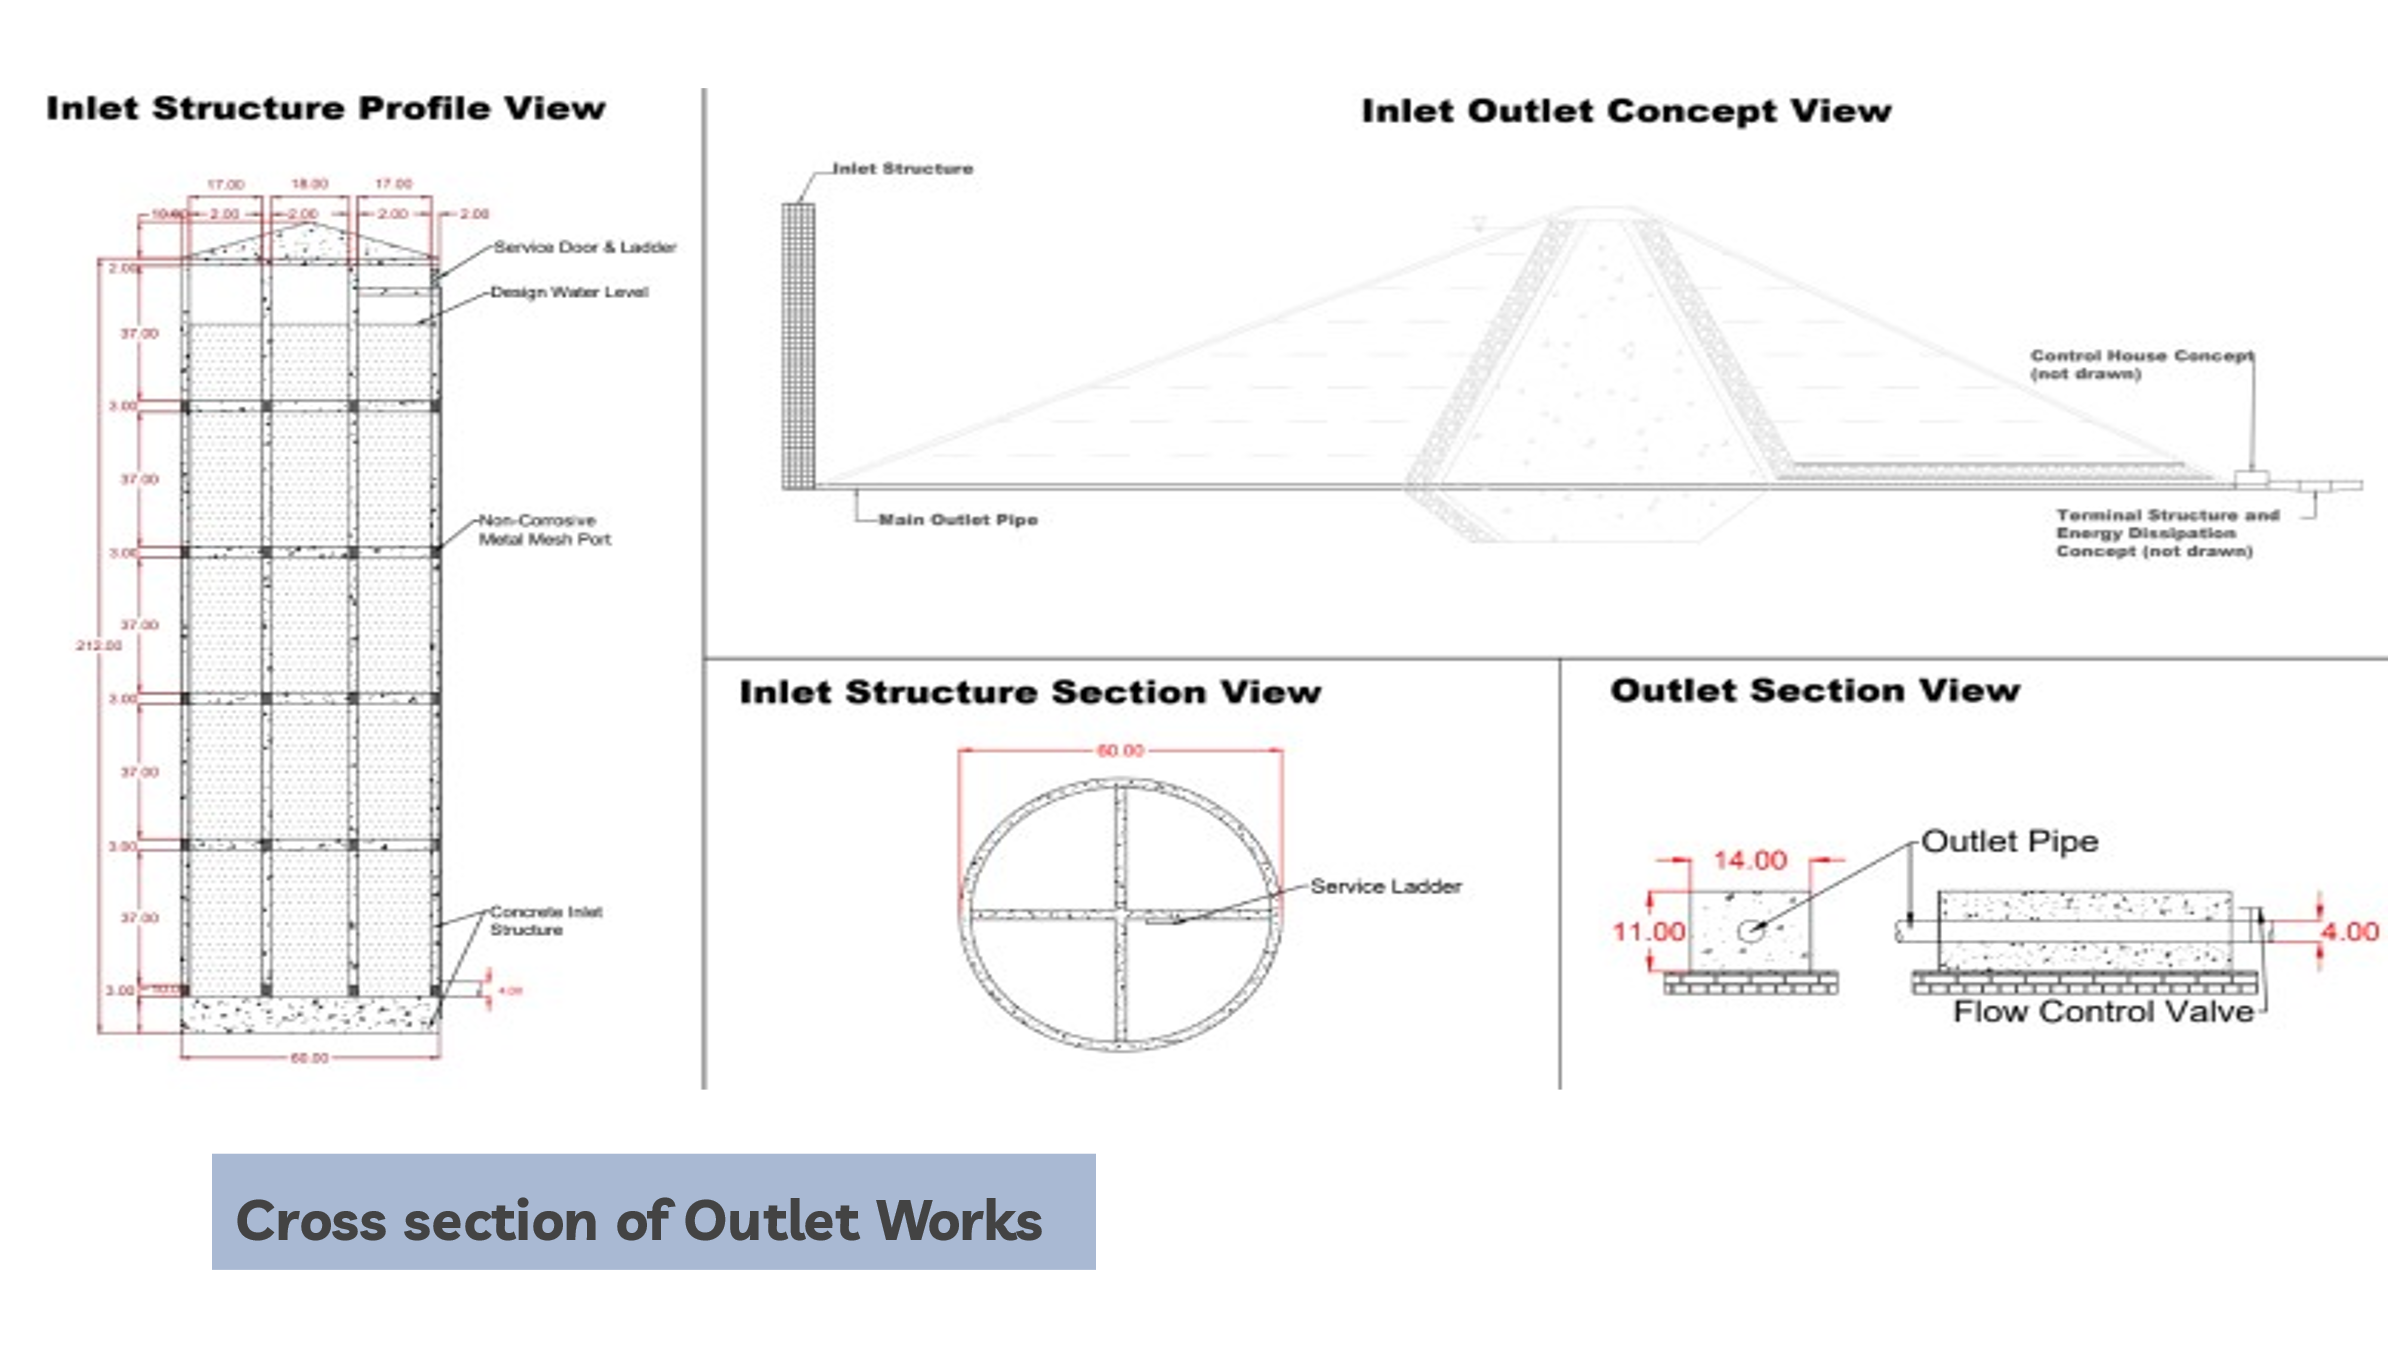 Inlet Structure Profile View
17.00 18.00 17.00
2.00 2.00 2.00 2.00
Service Door & Ladder
2.00
Design Water Level
37.00
3.00
37.00
Non-Corrosive
Metal Mesh Port
3.00
37.00
212.00
3.00
37.00
3.00
37.00
Concrete Inlet
Structure
3.00
4.00
60.00
Inlet Outlet Concept View
Inlet Structure
Control House Concept
(not drawn)
Main Outlet Pipe
Terminal Structure and
Energy Dissipation
Concept (not drawn)
Inlet Structure Section View
60.00
Service Ladder
Outlet Section View
Outlet Pipe
14.00
11.00
4.00
Flow Control Valve
Cross section of Outlet Works